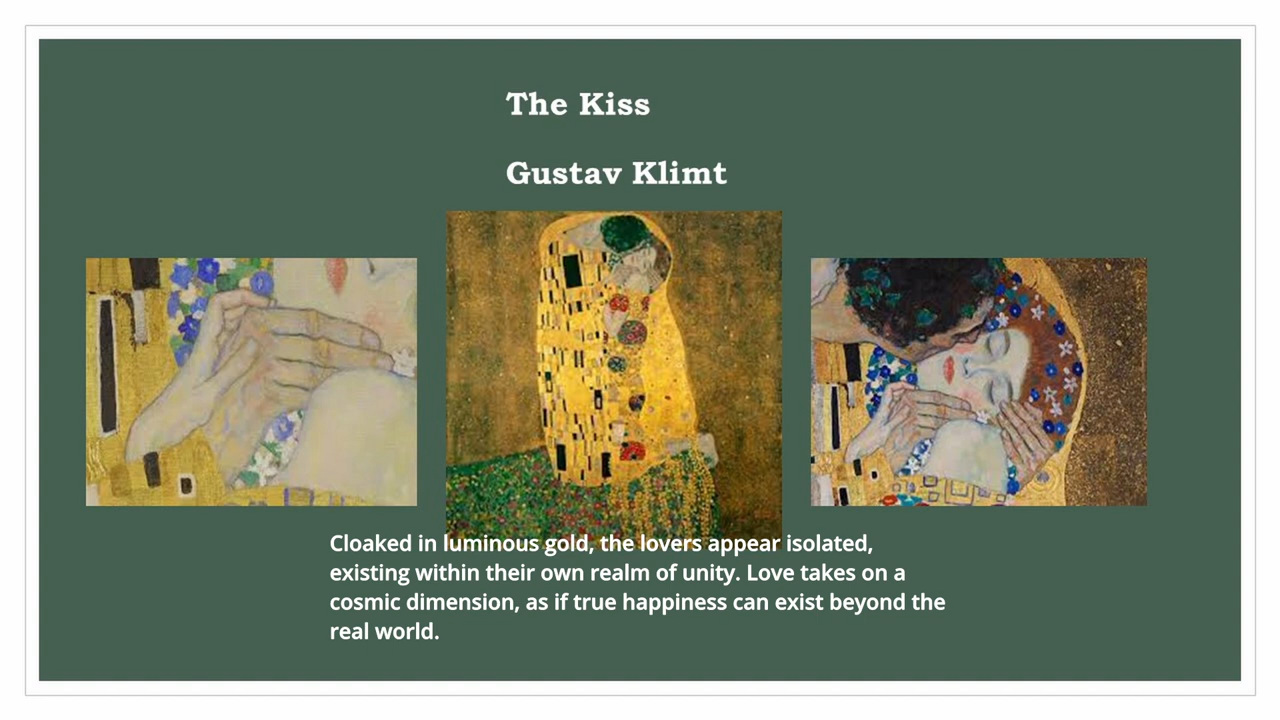 The Kiss
Gustav Klimt
Cloaked in luminous gold, the lovers appear isolated,
existing within their own realm of unity. Love takes on a
cosmic dimension, as if true happiness can exist beyond the
real world.